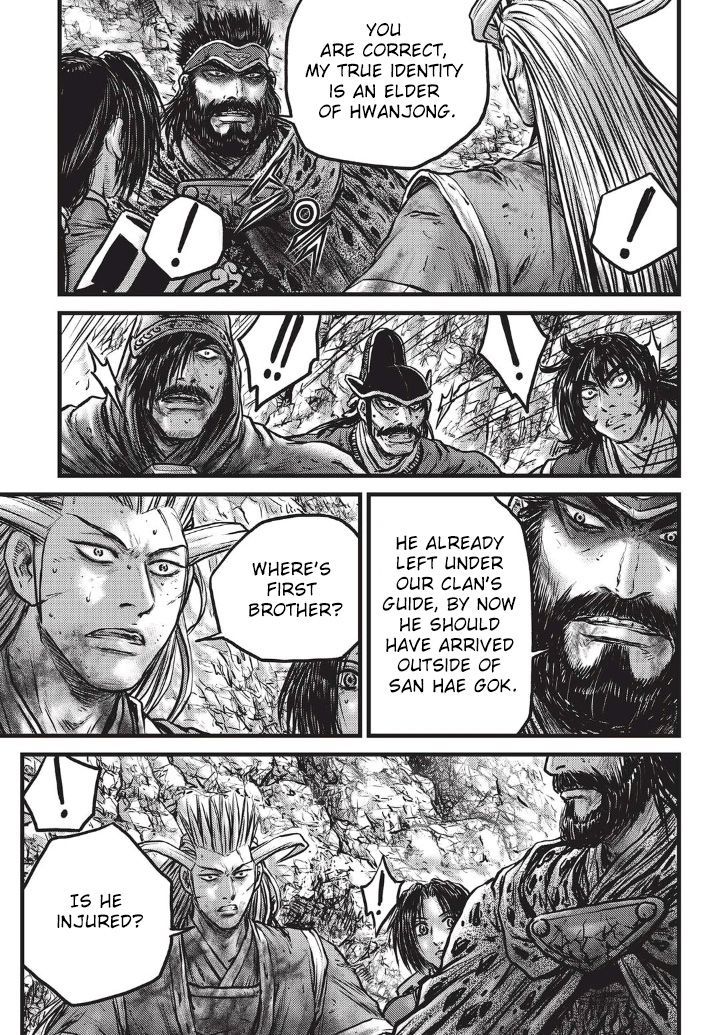 YOU
ARE CORRECT,
MY TRUE IDENTITY
IS AN ELDER
OF HWANJONG.
!
!
!
!
WHERE'S
FIRST
BROTHER?
HE ALREADY
LEFT UNDER
OUR CLAN'S
GUIDE, BY NOW
HE SHOULD
HAVE ARRIVED
OUTSIDE OF
SAN HAE GOK.
!
IS HE
INJURED?
!